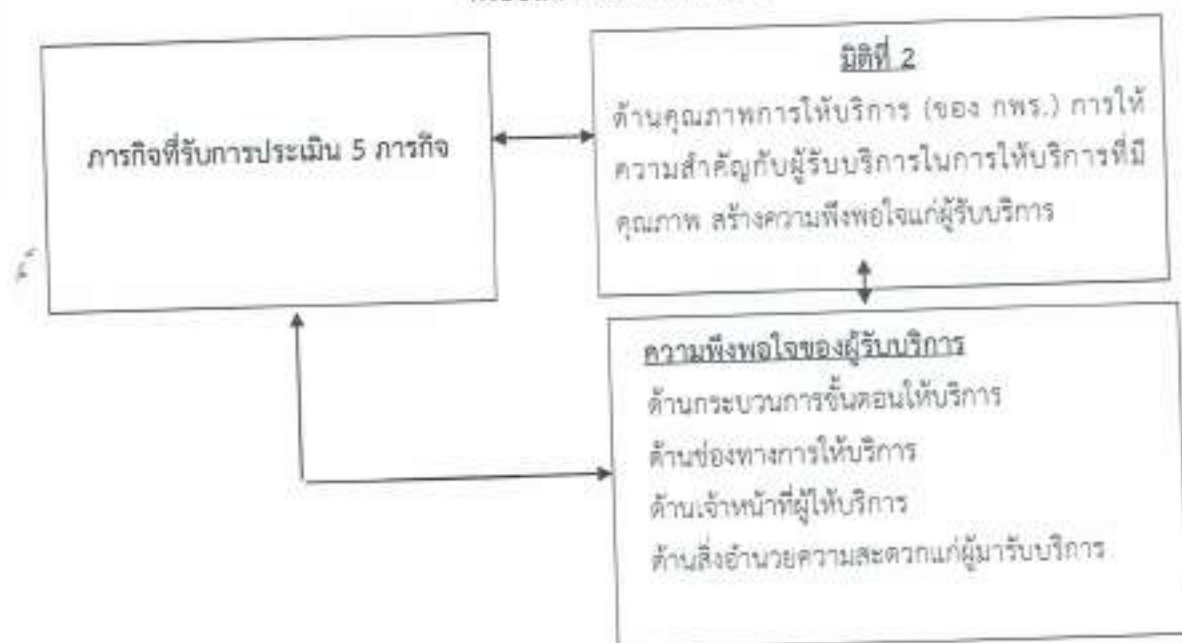 ภารกิจที่รับการประเมิน 5 ภารกิจ
มิติที่ 2
ด้านคุณภาพการให้บริการ (ของ กพร.) การให้
ความสำคัญกับผู้รับบริการในการให้บริการที่มี
คุณภาพ สร้างความพึงพอใจแก่ผู้รับบริการ
ความพึงพอใจของผู้รับบริการ
ด้านกระบวนการขั้นตอนให้บริการ
ด้านช่องทางการให้บริการ
ด้านเจ้าหน้าที่ผู้ให้บริการ
ด้านสิ่งอำนวยความสะดวกแก่ผู้มารับบริการ